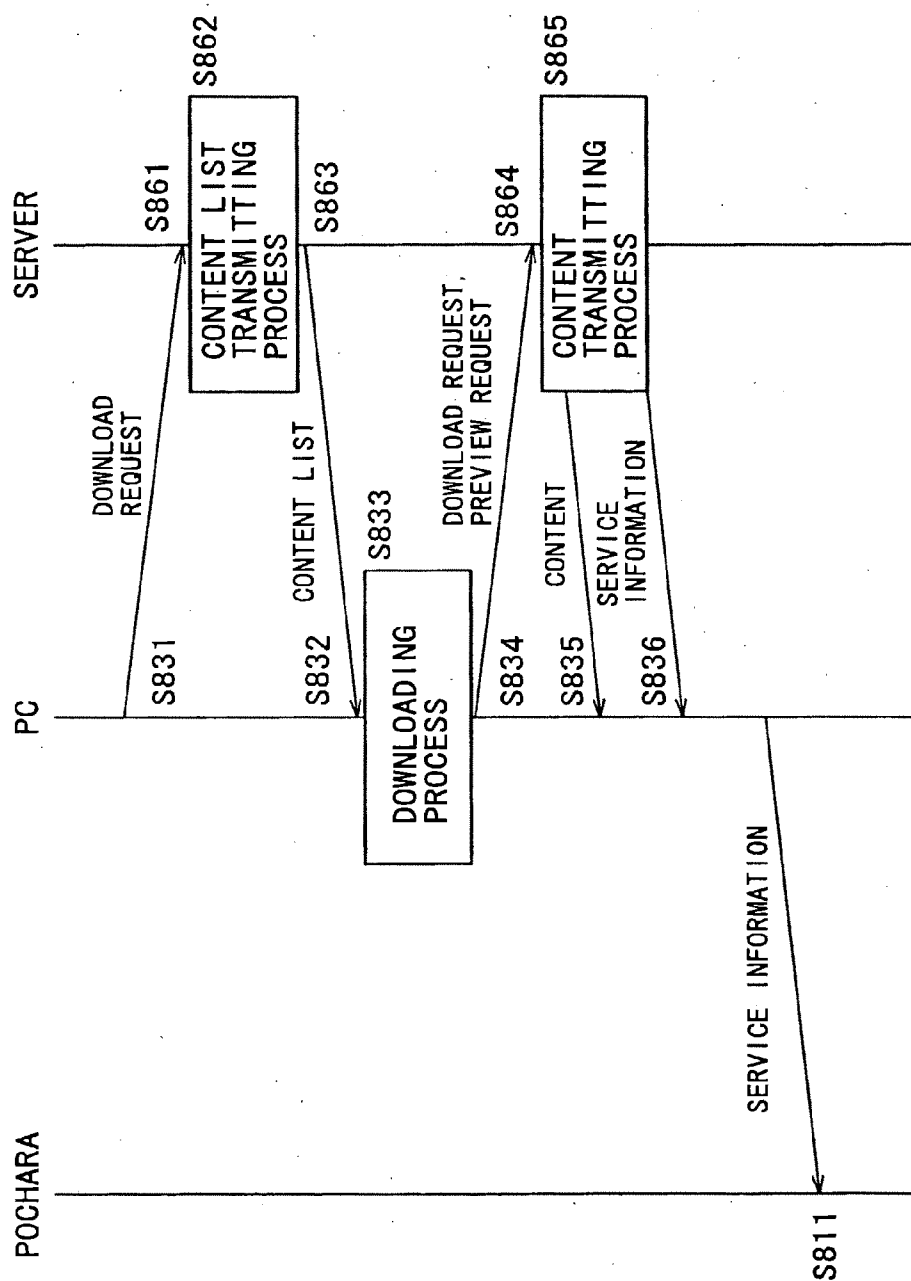 POCHARA
PC
SERVER
DOWNLOAD
REQUEST
S831
S861
S862
CONTENT LIST
TRANSMITTING
PROCESS
S863
CONTENT LIST
S832
S833
DOWNLOADING
PROCESS
S834
DOWNLOAD REQUEST,
PREVIEW REQUEST
S864
S865
CONTENT
TRANSMITTING
PROCESS
CONTENT
S835
SERVICE
INFORMATION
S836
SERVICE INFORMATION
S811